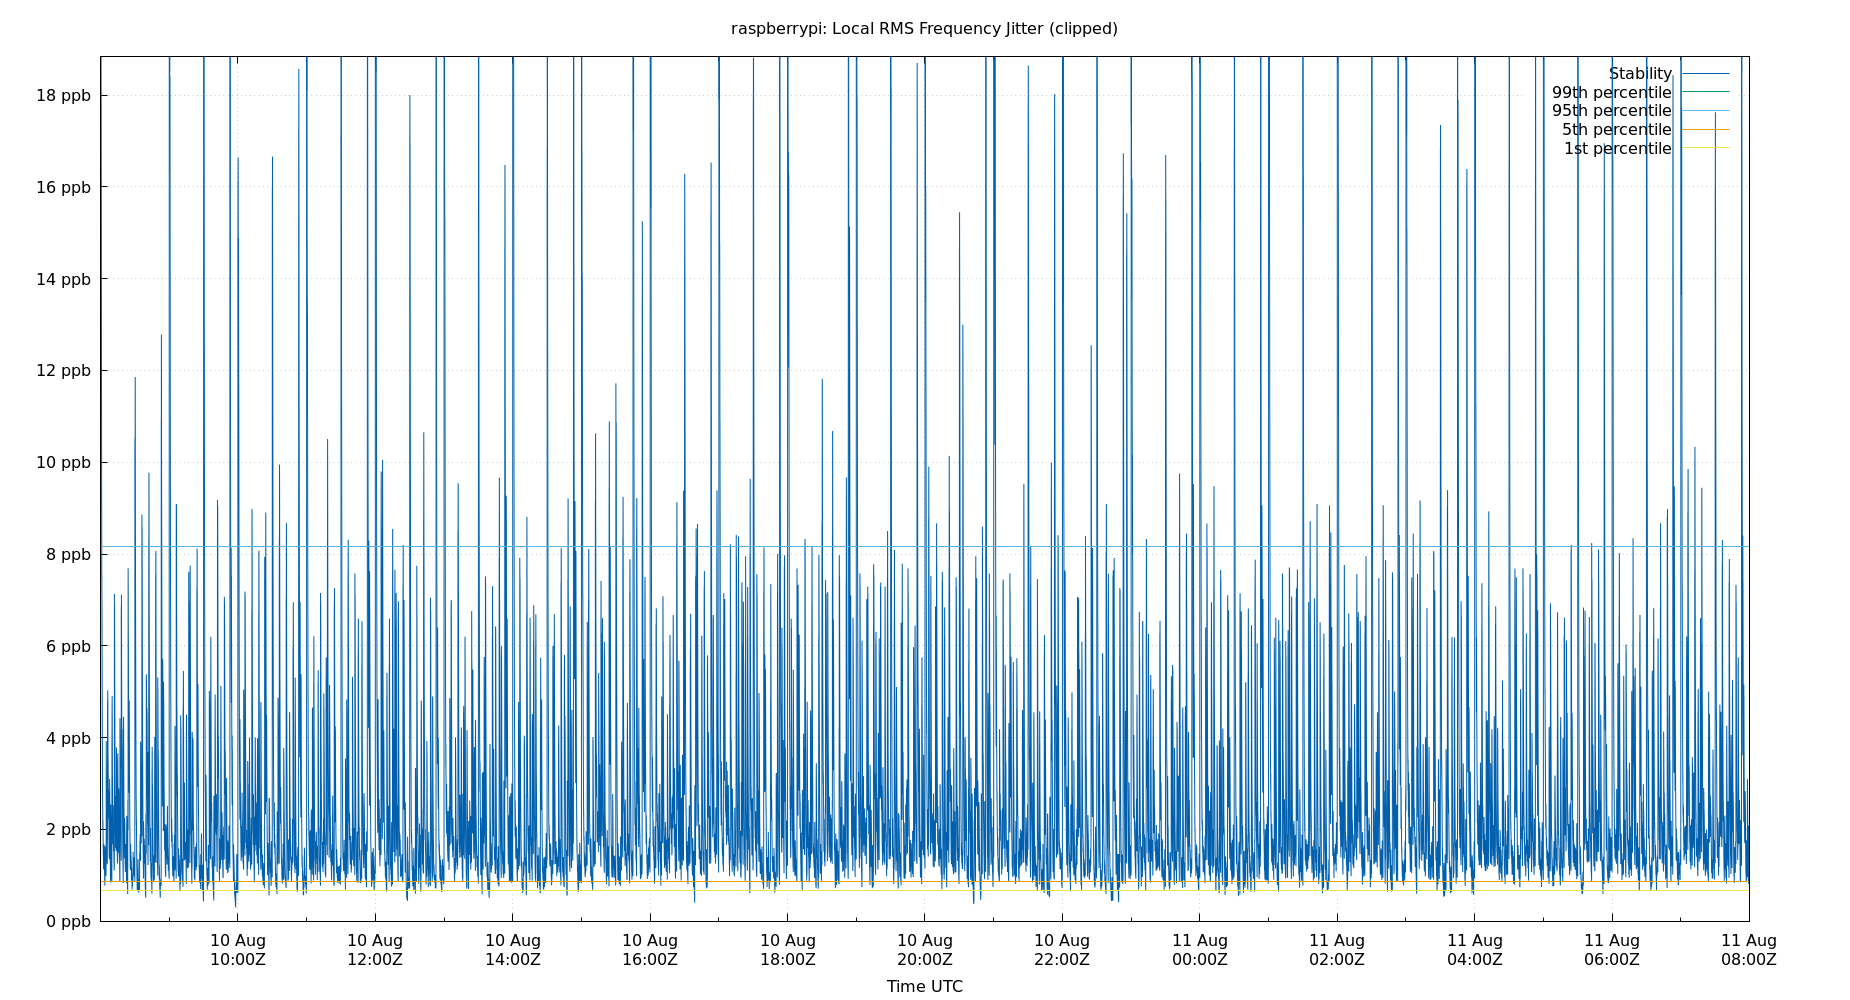 raspberrypi: Local RMS Frequency Jitter (clipped)
Stability
99th percentile
95th percentile
5th percentile
1st percentile
18 ppb
16 ppb
14 ppb
12 ppb
10 ppb
8 ppb
6 ppb
4 ppb
2 ppb
0 ppb
10 Aug 10 Aug 10 Aug 10 Aug 10 Aug 10 Aug 10 Aug 11 Aug 11 Aug 11 Aug 11 Aug 11 Aug
10:00Z 12:00Z 14:00Z 16:00Z 18:00Z 20:00Z 22:00Z 00:00Z 02:00Z 04:00Z 06:00Z 08:00Z
Time UTC